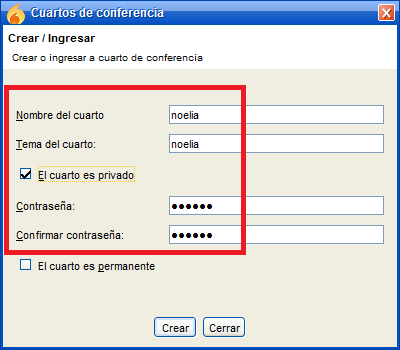 Cuartos de conferencia
Crear / Ingresar
Crear o ingresar a cuarto de conferencia
Nombre del cuarto noelia
Tema del cuarto: noelia
El cuarto es privado
Contraseña: ●●●●●●
Confirmar contraseña: ●●●●●●
El cuarto es permanente
Crear Cerrar